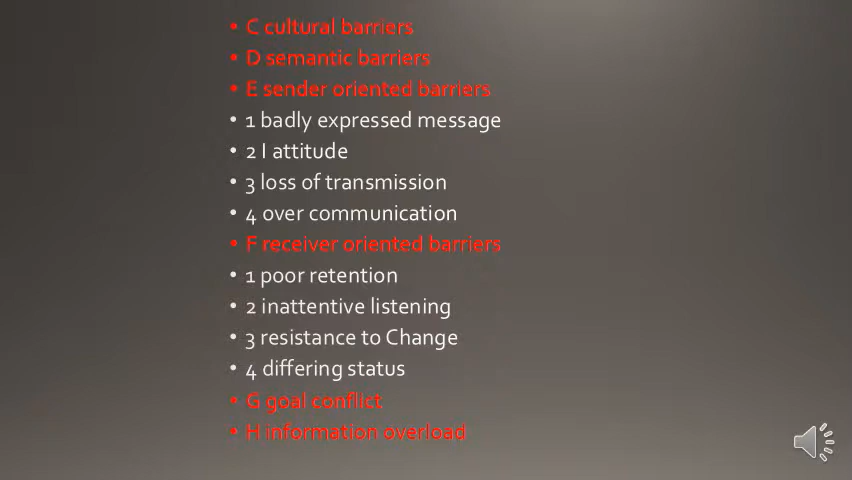 • C cultural barriers
• D semantic barriers
• E sender oriented barriers
• 1 badly expressed message
• 2 I attitude
• 3 loss of transmission
• 4 over communication
• F receiver oriented barriers
• 1 poor retention
• 2 inattentive listening
• 3 resistance to Change
• 4 differing status
• G goal conflict
• H information overload